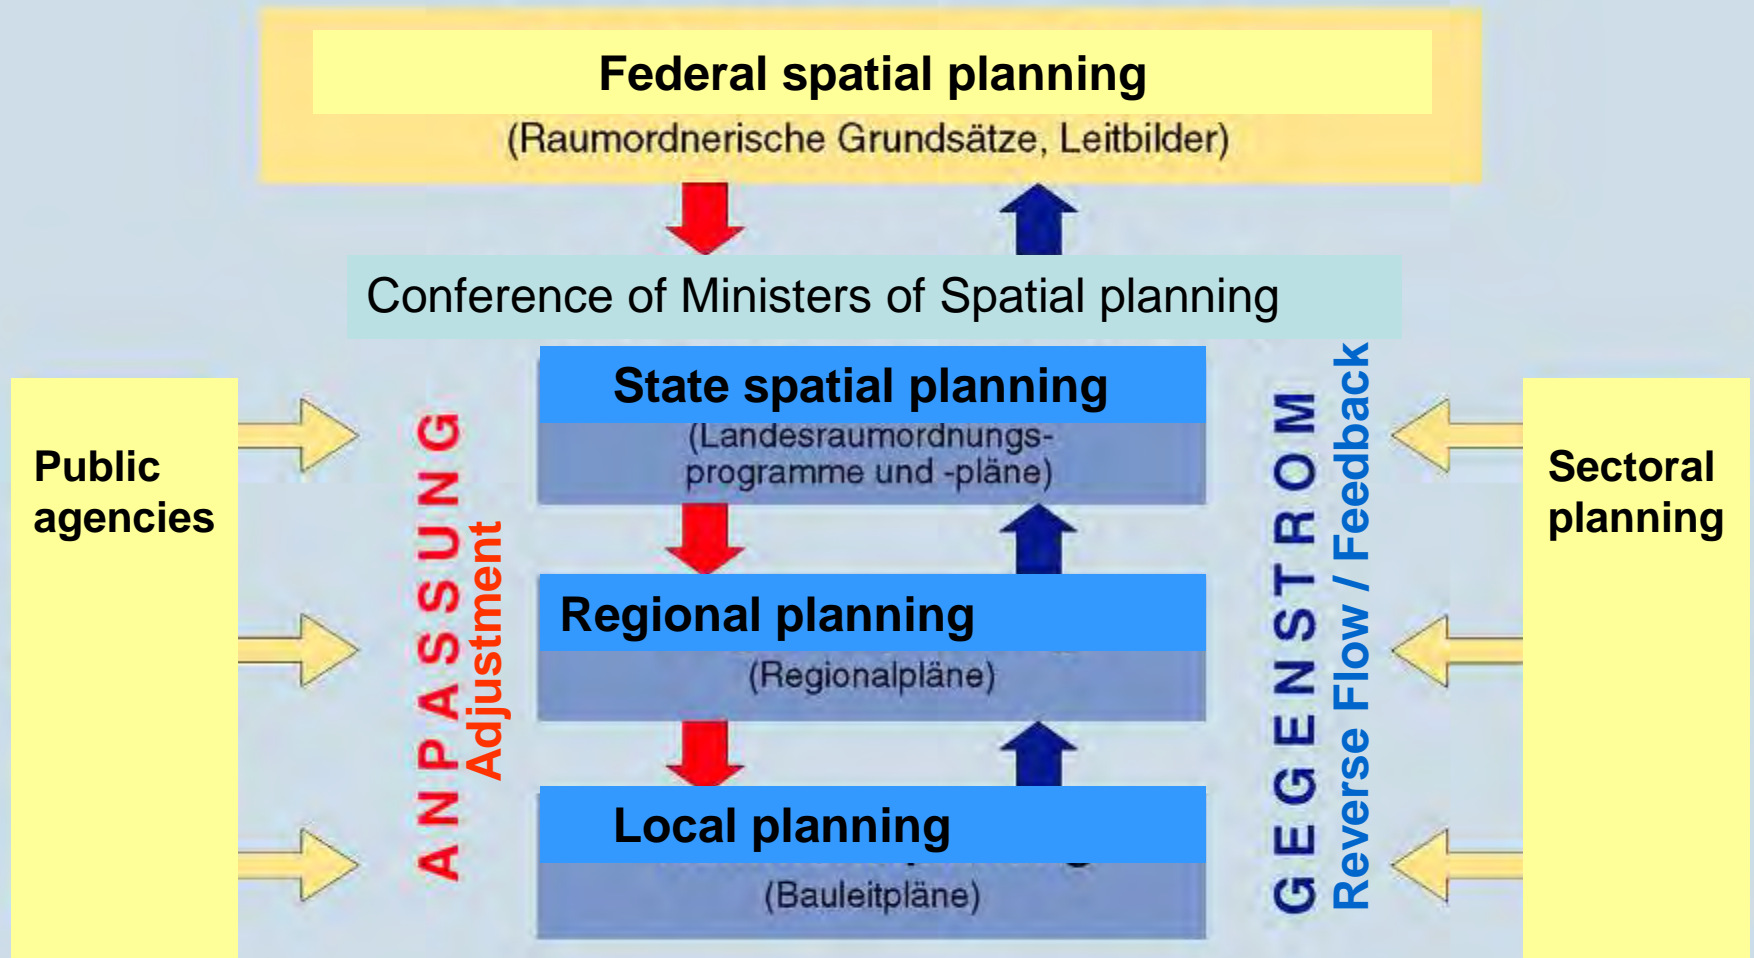 Federal spatial planning
(Raumordnerische Grundsätze, Leitbilder)
Conference of Ministers of Spatial planning
State spatial planning
(Landesraumordnungs-
programme und -pläne)
Public
agencies
ANPASSUNG
Adjustment
GEGENSTROM
Reverse Flow / Feedback
Sectoral
planning
Regional planning
(Regionalpläne)
Local planning
(Bauleitpläne)